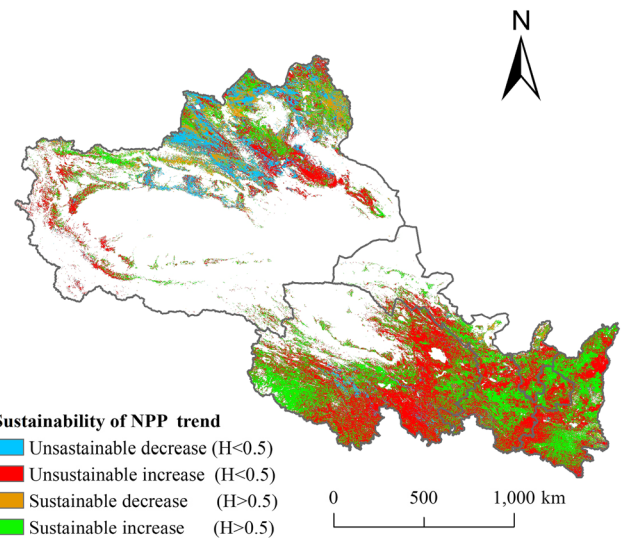 N
Sustainability of NPP trend
Unsastainable decrease (H<0.5)
Unsustainable increase (H<0.5)
Sustainable decrease (H>0.5)
Sustainable increase (H>0.5)
0 500 1,000 km